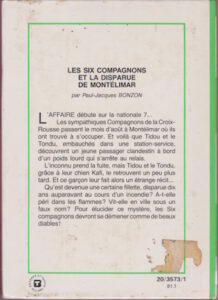 LES SIX COMPAGNONS
ET LA DISPARUE
DE MONTÉLIMAR
par Paul-Jacques BONZON
L'AFFAIRE débute sur la nationale 7...
Les sympathiques Compagnons de la Croix-
Rousse passent le mois d'août à Montélimar où ils
ont trouvé à s'occuper. Et voilà que Tidou et le
Tondu, embauchés dans une station-service,
découvrent un jeune passager clandestin à bord
d'un poids lourd qui s'arrête au relais.
L'inconnu prend la fuite, mais Tidou et le Tondu,
grâce à leur chien Kafi, le retrouvent un peu plus
tard. Et ce garçon leur fait alors un étrange récit...
Qu'est devenue une certaine fillette, disparue dix
ans auparavant au cours d'un incendie? A-t-elle
péri dans les flammes? Vit-elle en ville sous un
faux nom? Pour élucider ce mystère, les Six
Compagnons devront se démener comme de beaux
diables!
20/3573/1
81.1